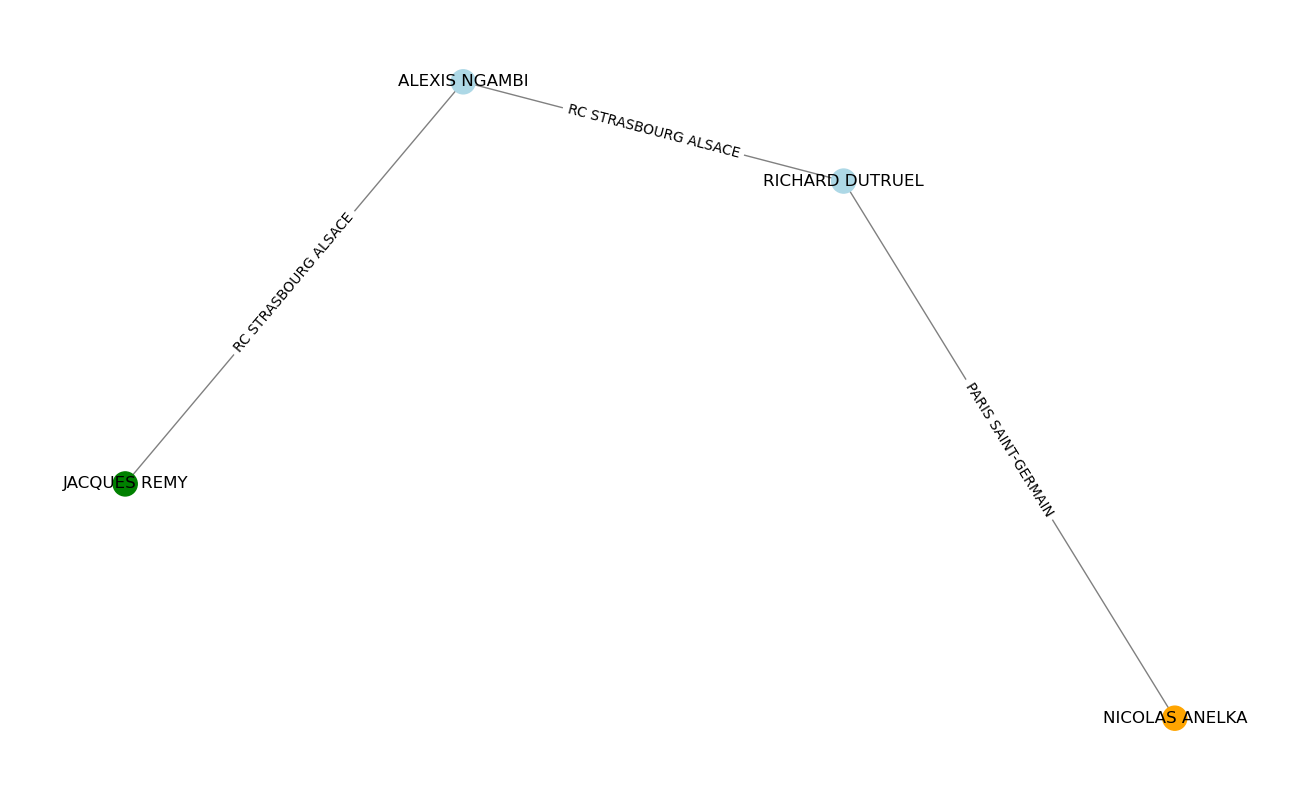 ALEXIS NGAMBI
RC STRASBOURG ALSACE
RICHARD DUTRUEL
RC STRASBOURG ALSACE
PARIS SAINT-GERMAIN
JACQUES REMY
NICOLAS ANELKA